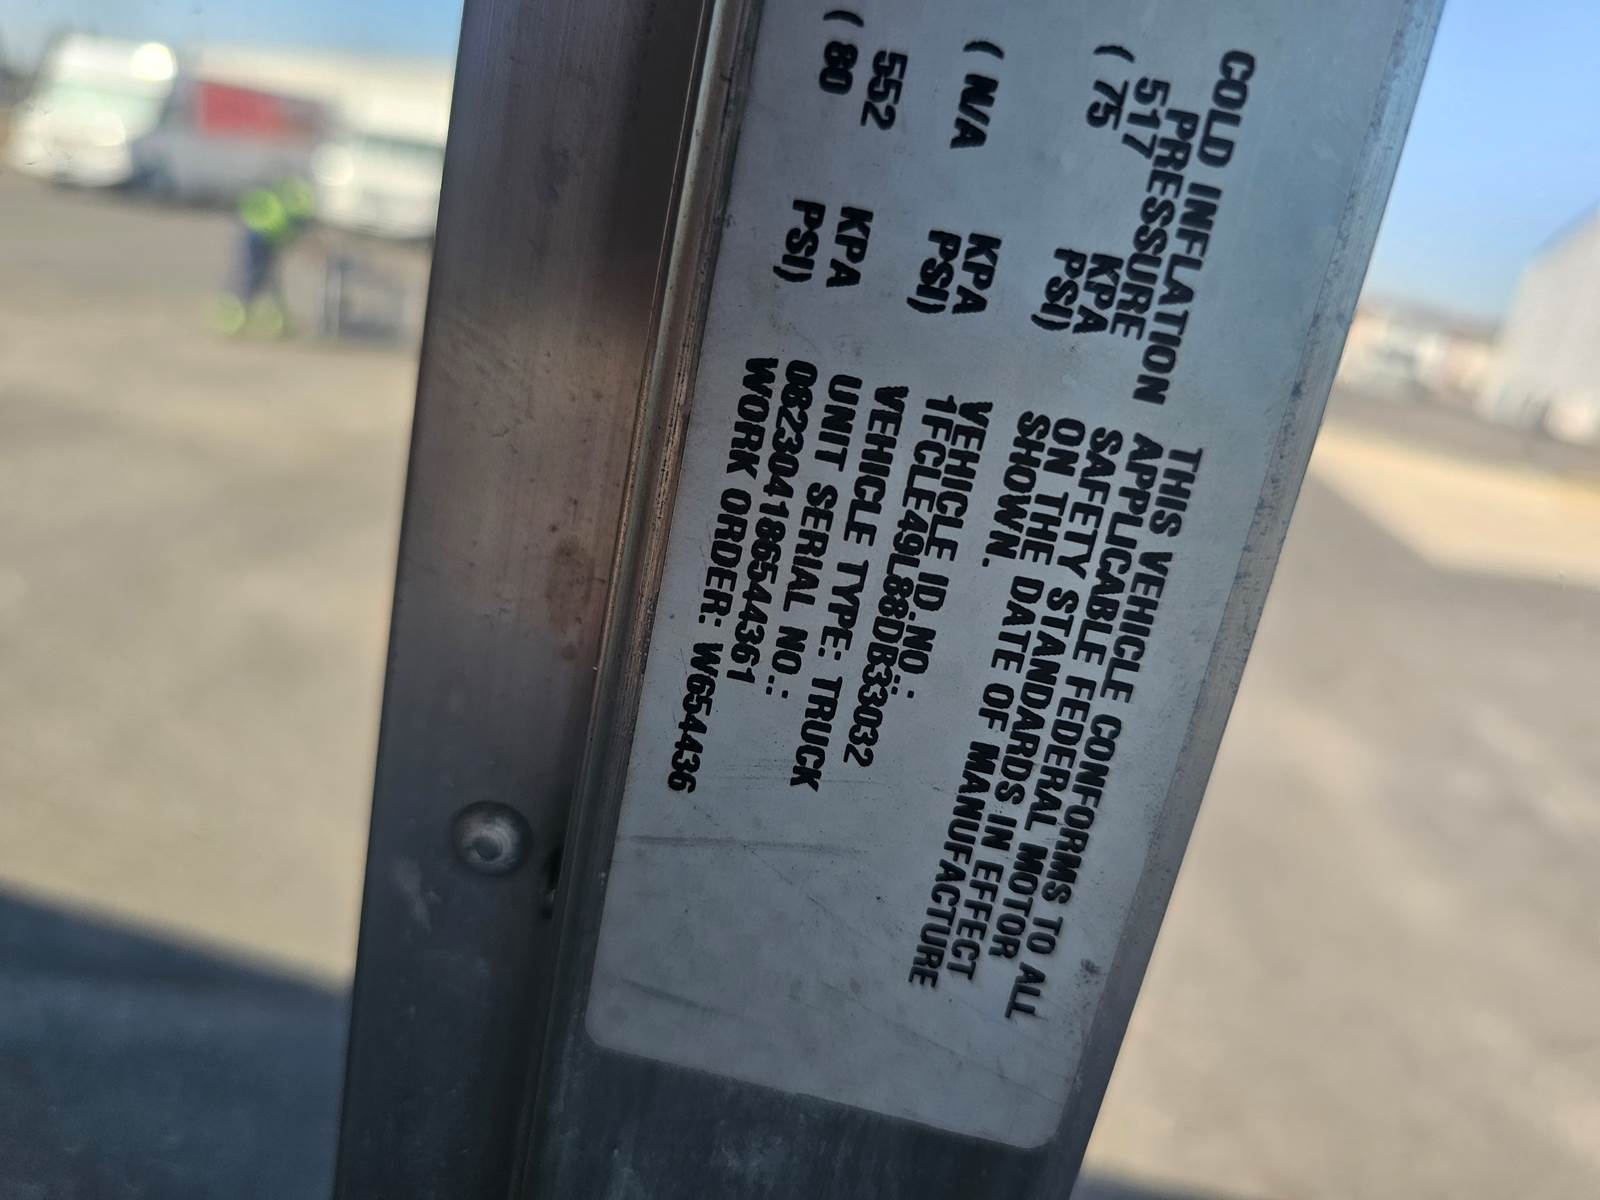 COLD INFLATION
PRESSURE
517 KPA
( 75 PSI)
KPA
( N/A PSI)
552 KPA
( 80 PSI)
THIS VEHICLE CONFORMS TO ALL
APPLICABLE FEDERAL MOTOR
SAFETY STANDARDS IN EFFECT
ON THE DATE OF MANUFACTURE
SHOWN.
VEHICLE ID.NO.:
1FCLE49L88DB33032
VEHICLE TYPE: TRUCK
UNIT SERIAL NO.:
0823041865444361
WORK ORDER: W654436